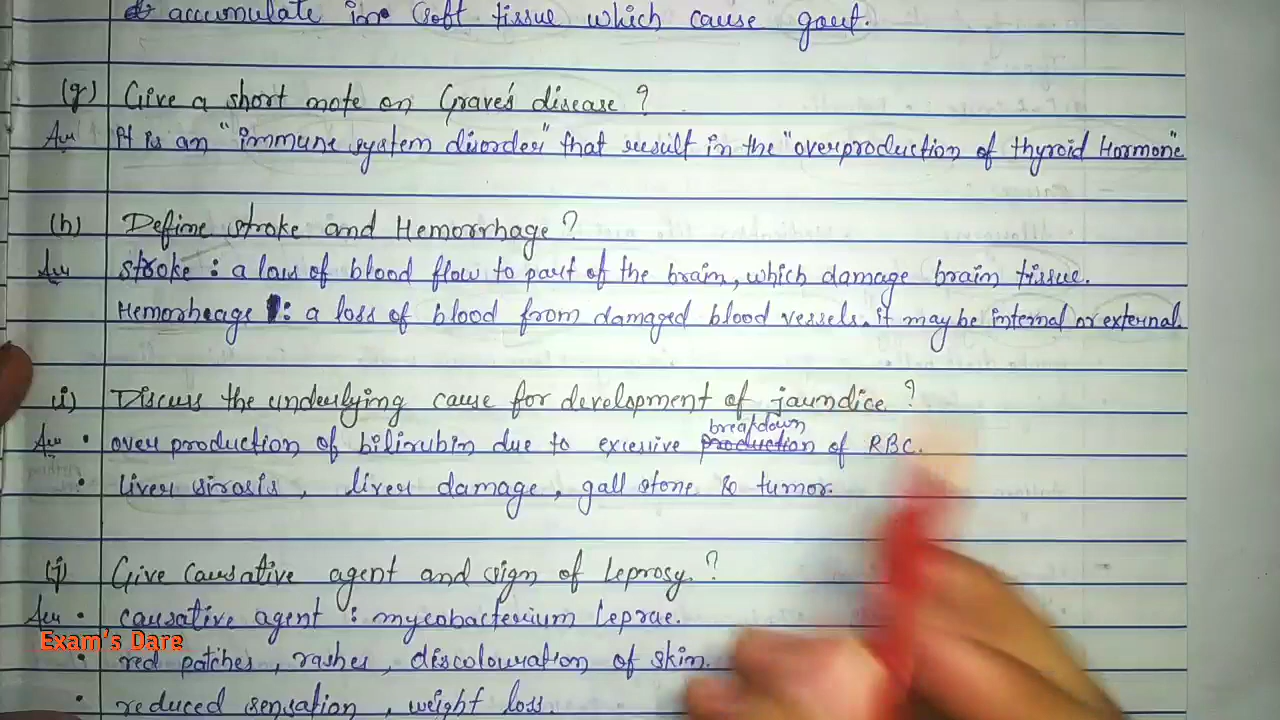 accumulate in soft tissue which cause gout.
(g) Give a short note on Grave's disease ?
Ans It is an "immune system disorder" that result in the "overproduction of thyroid Hormone"
(h) Define stroke and Hemorrhage ?
Ans stroke : a loss of blood flow to part of the brain, which damage brain tissue.
Hemorrhage : a loss of blood from damaged blood vessels. it may be internal or external.
(i) Discuss the underlying cause for development of jaundice ?
breakdown
Ans • over production of bilirubin due to excessive production of RBC.
• liver sirosis, liver damage, gall stone & tumor.
(j) Give causative agent and sign of leprosy. ?
Ans • causative agent : mycobacterium leprae.
Exam's Dare
• red patches, rashes, discolouration of skin.
• reduced sensation, weight loss.